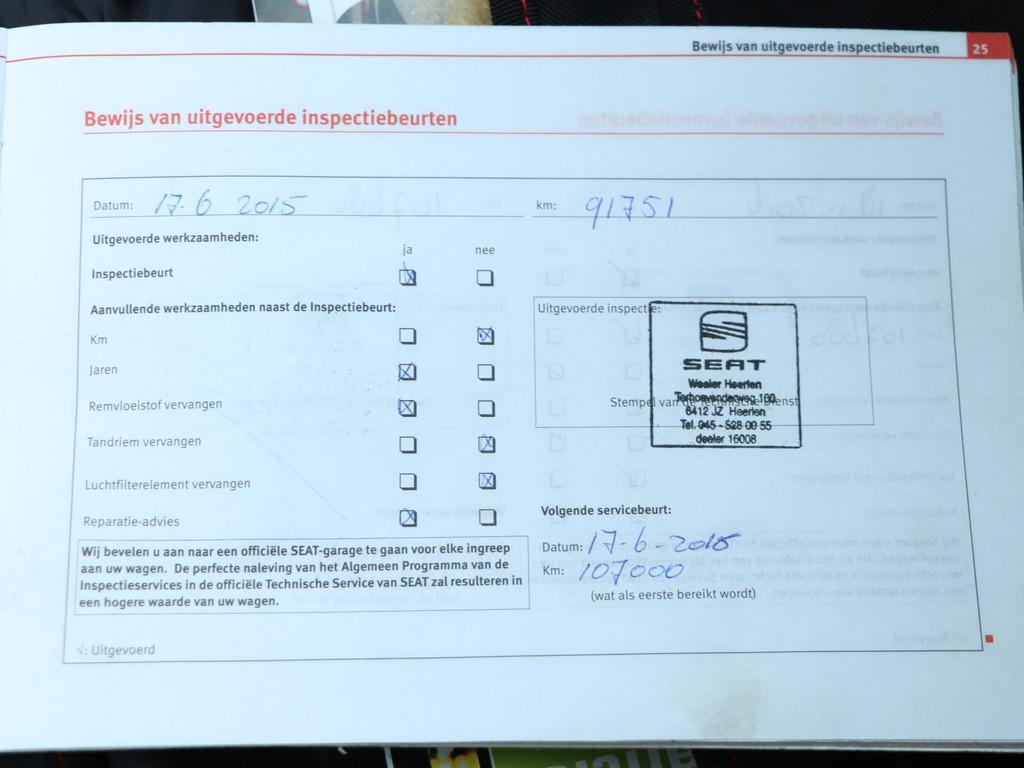 Bewijs van uitgevoerde inspectiebeurten 25
Bewijs van uitgevoerde inspectiebeurten
Datum: 17-6-2015 km: 91751
Uitgevoerde werkzaamheden:
ja nee
Inspectiebeurt
Aanvullende werkzaamheden naast de Inspectiebeurt:
Km
Jaren
Remvloeistof vervangen
Tandriem vervangen
Luchtfilterelement vervangen
Reparatie-advies
Uitgevoerde inspectie:
SEAT
Wealer Heerlen
Terhoevenderweg 100
Stempel van de Technische Dienst
6412 JZ Heerlen
Tel. 045 - 528 00 55
dealer 16008
Wij bevelen u aan naar een officiële SEAT-garage te gaan voor elke ingreep
aan uw wagen. De perfecte naleving van het Algemeen Programma van de
Inspectieservices in de officiële Technische Service van SEAT zal resulteren in
een hogere waarde van uw wagen.
Volgende servicebeurt:
Datum: 17-6-2015
Km: 107000
(wat als eerste bereikt wordt)
√: Uitgevoerd